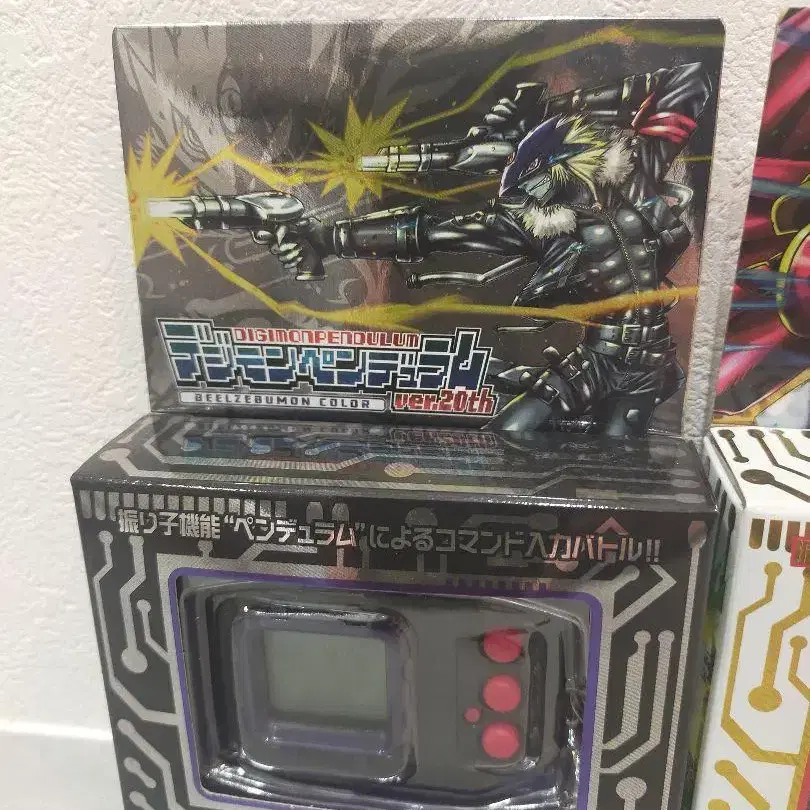 DIGIMONPENDULUM
デジモンペンデュラム
BEELZEBUMON COLOR
ver.20th
振り子機能“ペンデュラム”によるコマンド入力バトル!!